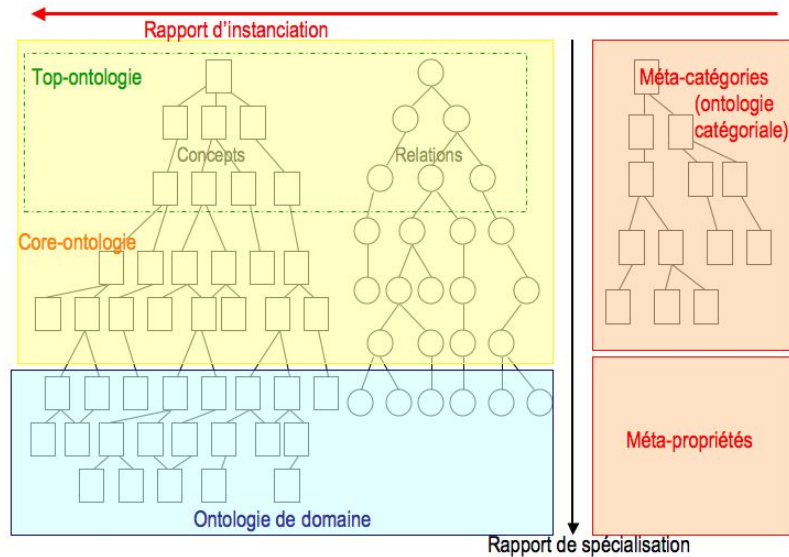 Rapport d'instanciation
Top-ontologie
Concepts
Relations
Core-ontologie
Ontologie de domaine
Méta-catégories
(ontologie
catégoriale)
Méta-propriétés
Rapport de spécialisation